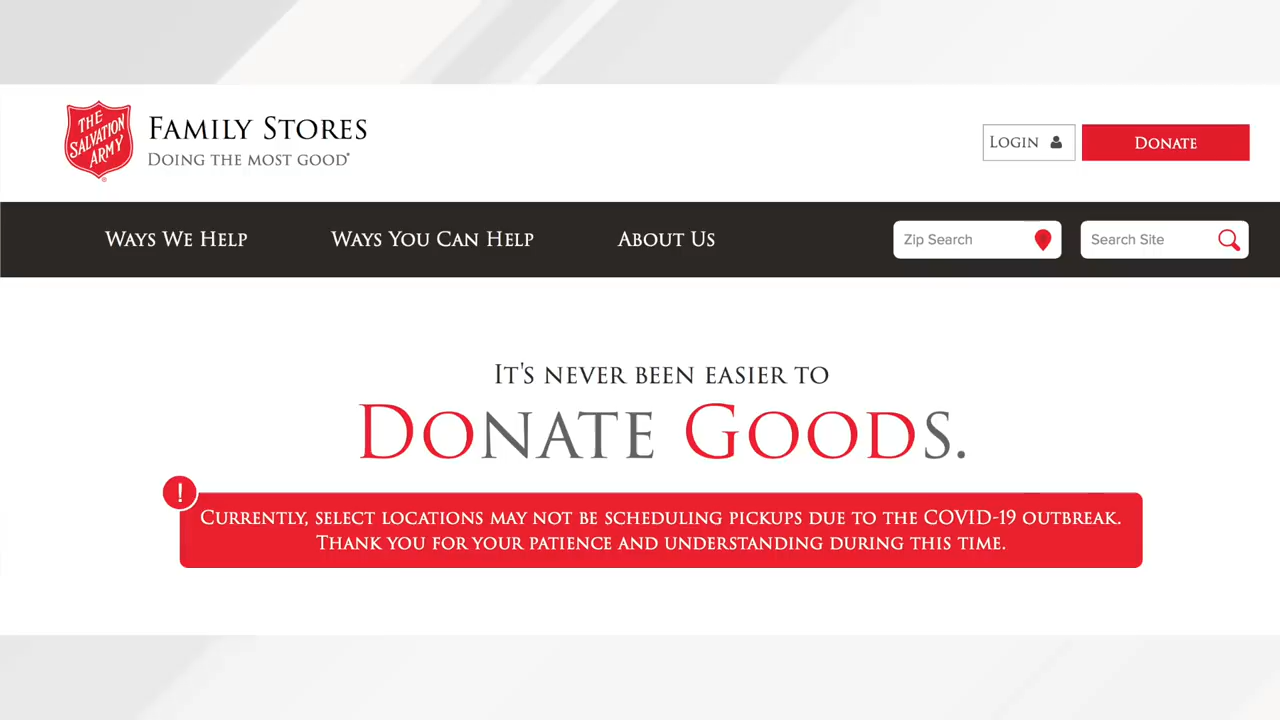 THE
SALVATION
ARMY
FAMILY STORES
DOING THE MOST GOOD®
LOGIN
DONATE
WAYS WE HELP
WAYS YOU CAN HELP
ABOUT US
Zip Search
Search Site
IT'S NEVER BEEN EASIER TO
DONATE GOODS.
!
CURRENTLY, SELECT LOCATIONS MAY NOT BE SCHEDULING PICKUPS DUE TO THE COVID-19 OUTBREAK.
THANK YOU FOR YOUR PATIENCE AND UNDERSTANDING DURING THIS TIME.